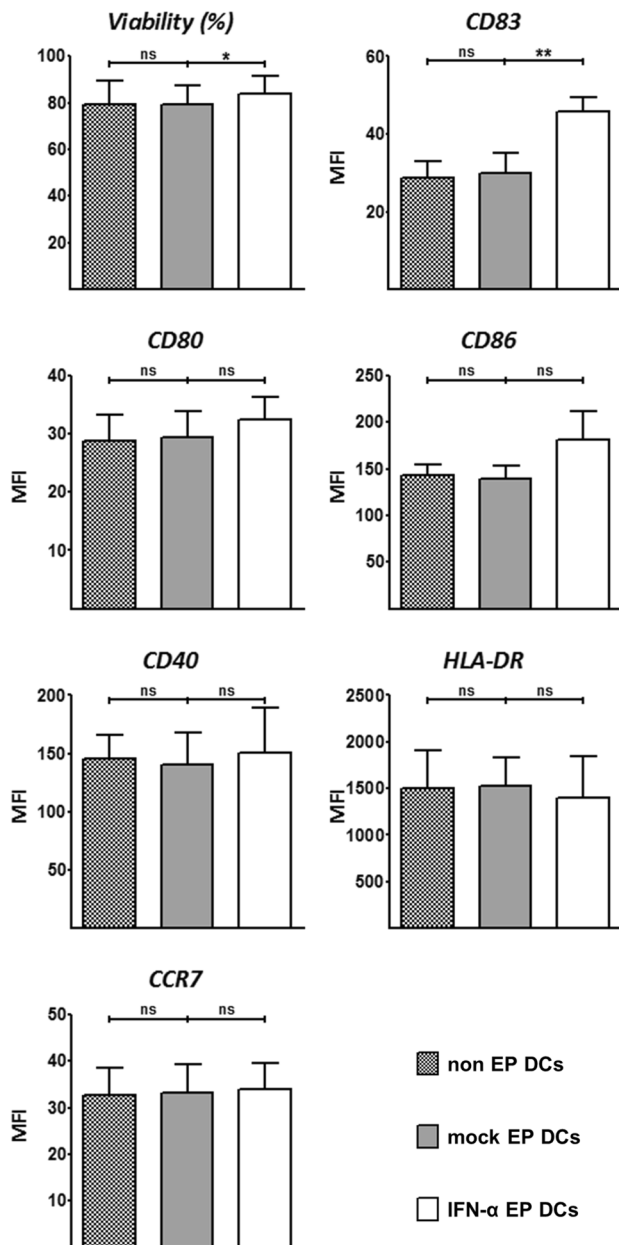 Viability (%)
ns
*
100
80
60
40
20
CD83
ns
**
60
40
20
MFI
CD80
ns
ns
40
30
20
10
MFI
CD86
ns
ns
250
200
150
100
50
MFI
CD40
ns
ns
200
150
100
50
MFI
HLA-DR
ns
ns
2500
2000
1500
1000
500
MFI
CCR7
ns
ns
50
40
30
20
10
MFI
non EP DCs
mock EP DCs
IFN-α EP DCs